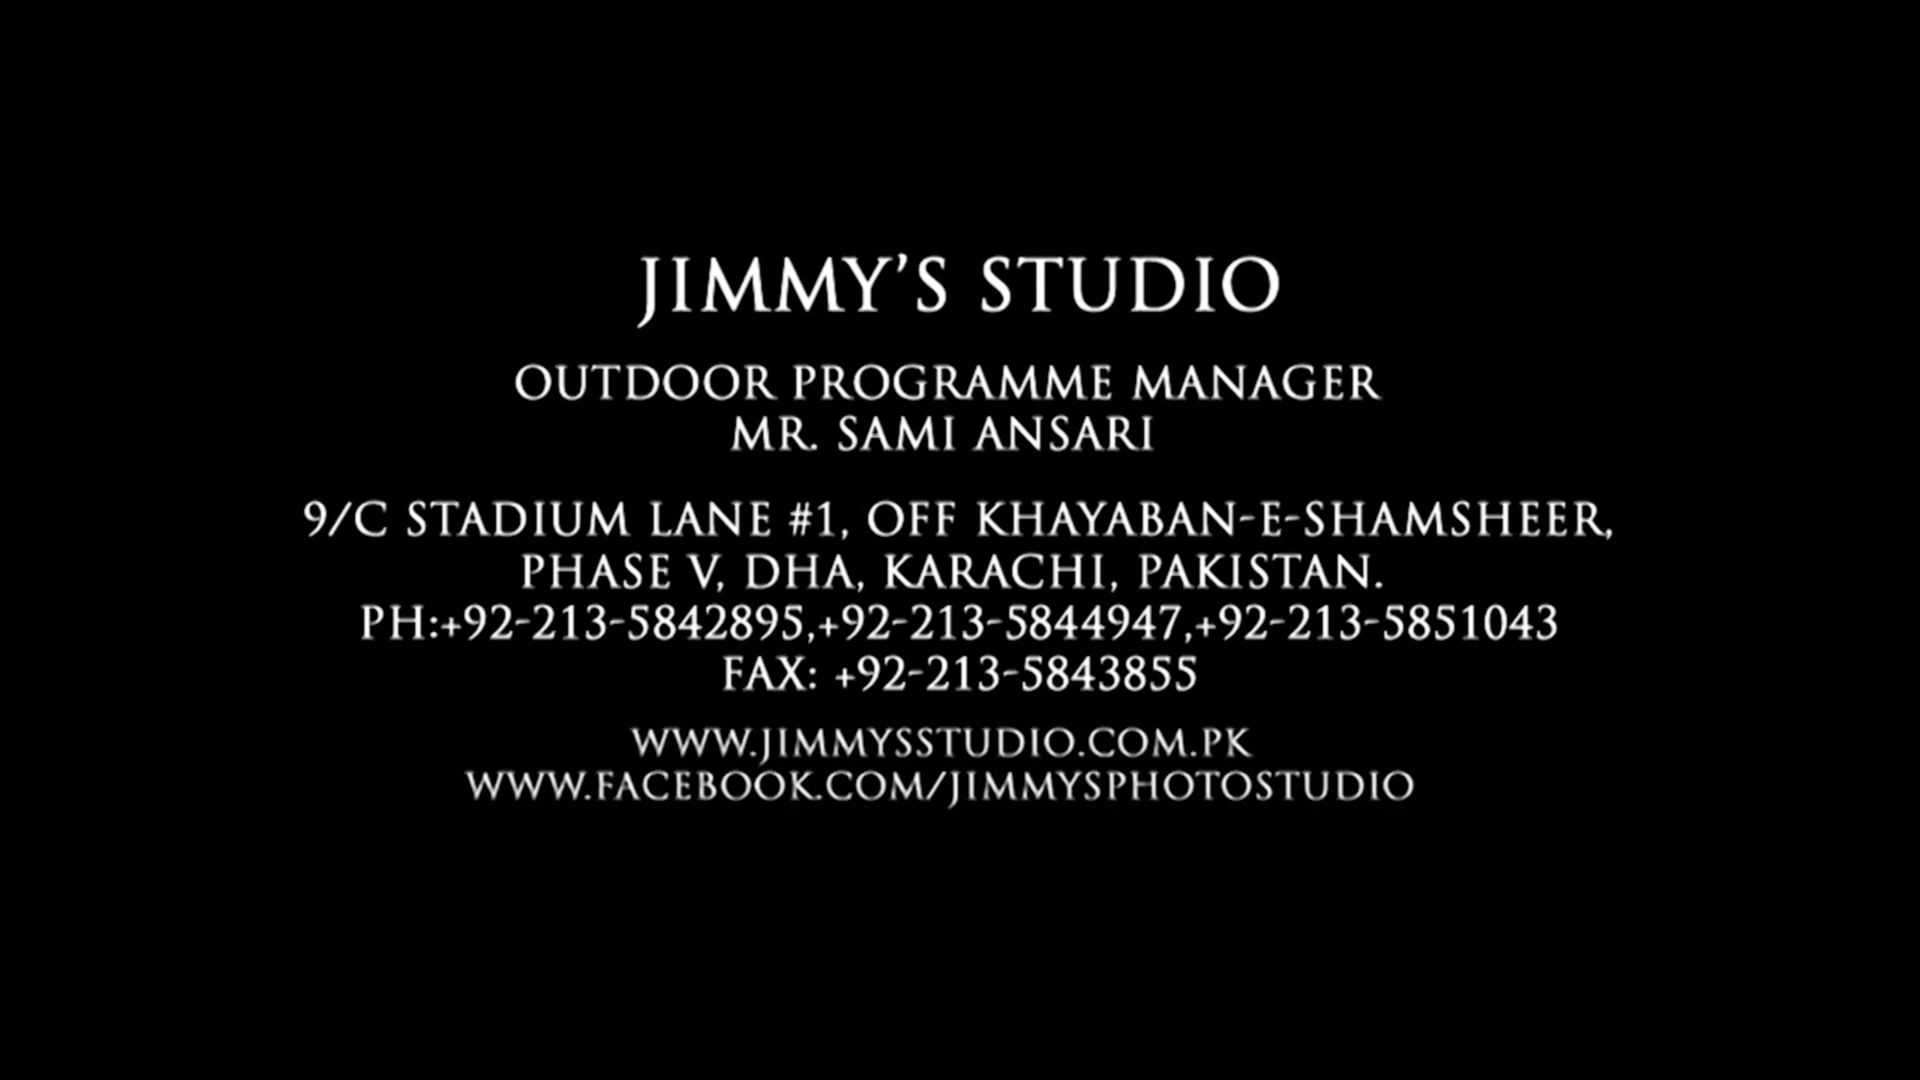 JIMMY'S STUDIO
OUTDOOR PROGRAMME MANAGER
MR. SAMI ANSARI
9/C STADIUM LANE #1, OFF KHAYABAN-E-SHAMSHEER,
PHASE V, DHA, KARACHI, PAKISTAN.
PH:+92-213-5842895,+92-213-5844947,+92-213-5851043
FAX: +92-213-5843855
WWW.JIMMYSSTUDIO.COM.PK
WWW.FACEBOOK.COM/JIMMYSPHOTOSTUDIO